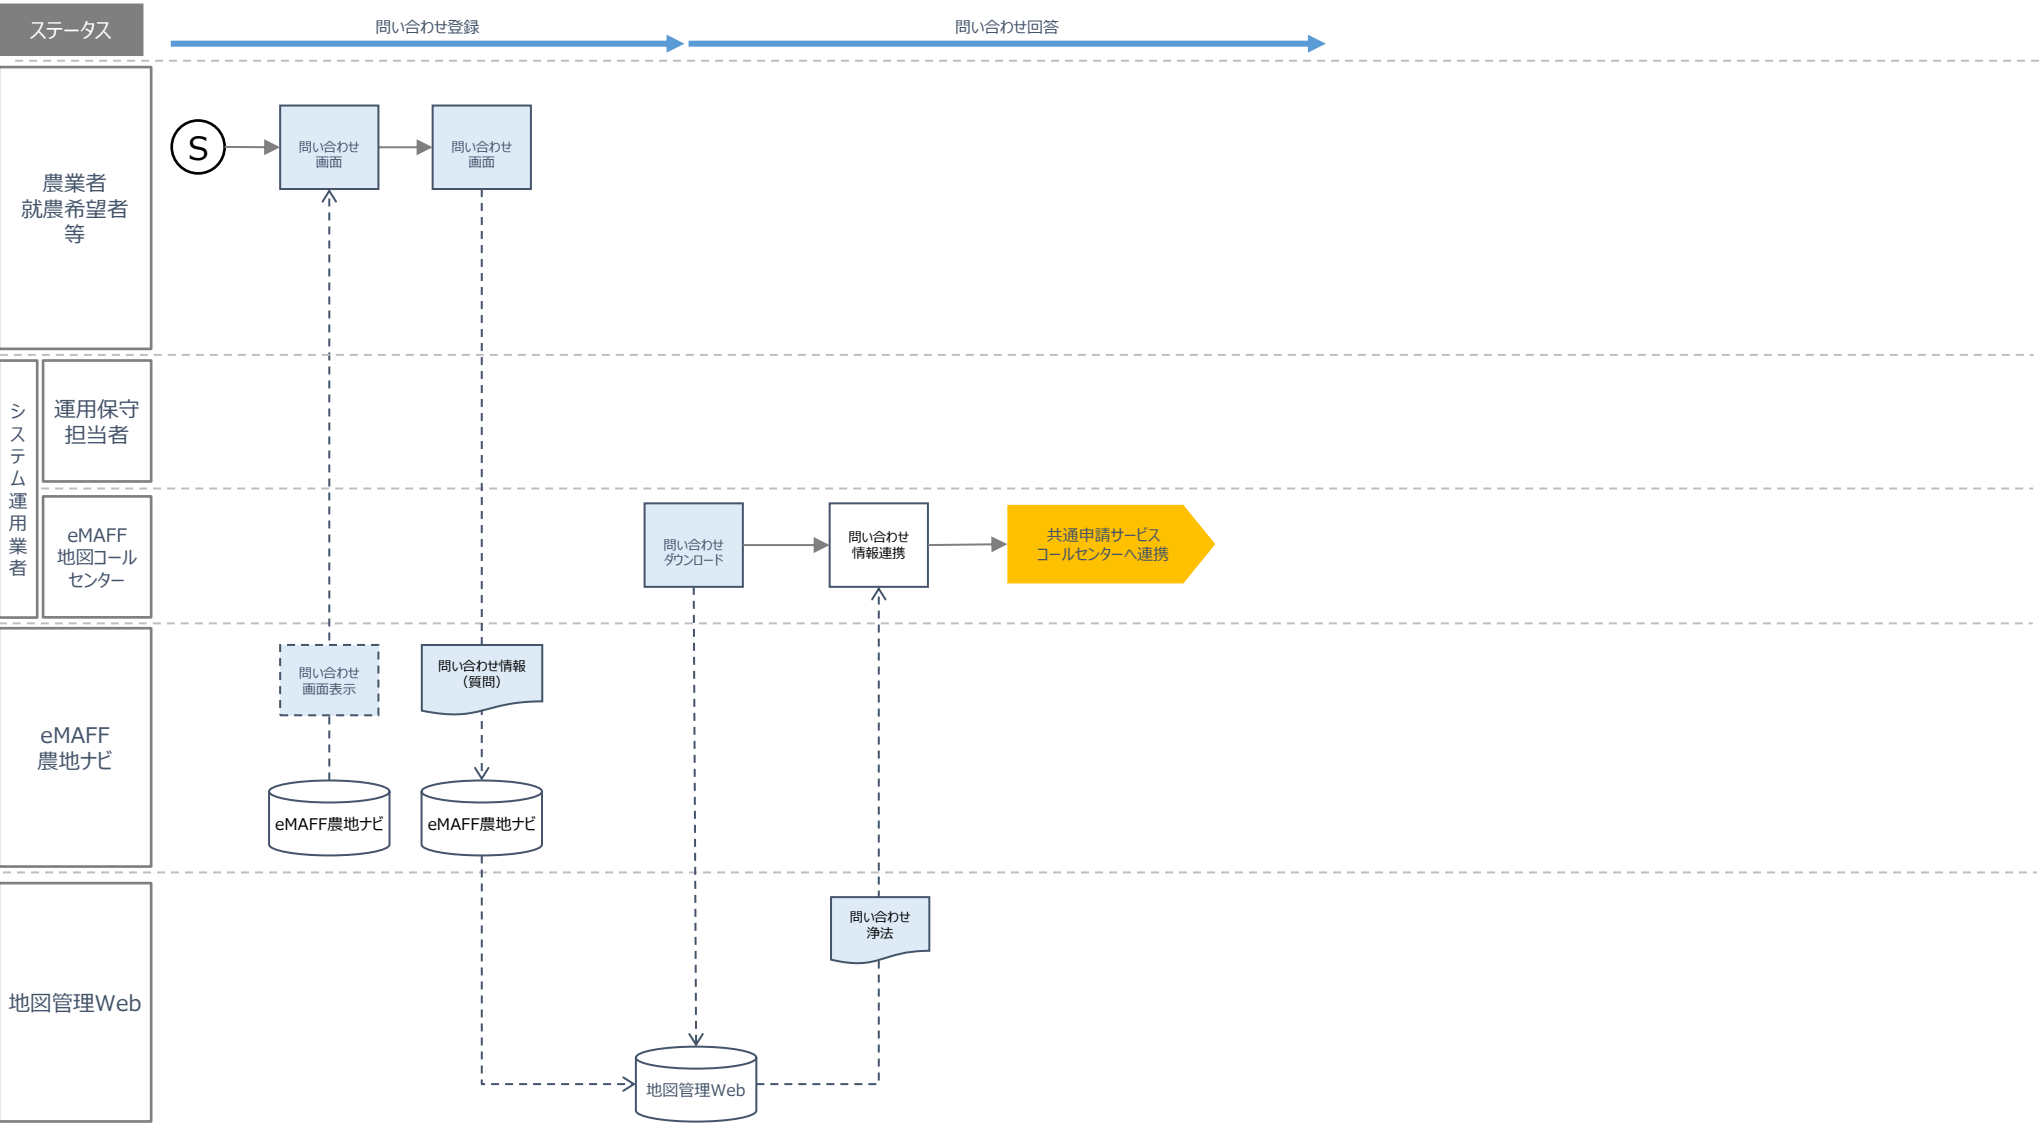 ステータス
問い合わせ登録
問い合わせ回答
農業者
就農希望者
等
S
問い合わせ
画面
問い合わせ
画面
システム運用業者
運用保守
担当者
eMAFF
地図コール
センター
問い合わせ
ダウンロード
問い合わせ
情報連携
共通申請サービス
コールセンターへ連携
eMAFF
農地ナビ
問い合わせ
画面表示
問い合わせ情報
（質問）
eMAFF農地ナビ
eMAFF農地ナビ
地図管理Web
問い合わせ
浄法
地図管理Web